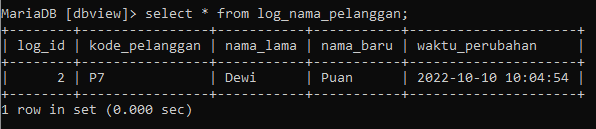 MariaDB [dbview]> select * from log_nama_pelanggan;
+--------+----------------+-----------+-----------+---------------------+
| log_id | kode_pelanggan | nama_lama | nama_baru | waktu_perubahan     |
+--------+----------------+-----------+-----------+---------------------+
|      2 | P7             | Dewi      | Puan      | 2022-10-10 10:04:54 |
+--------+----------------+-----------+-----------+---------------------+
1 row in set (0.000 sec)